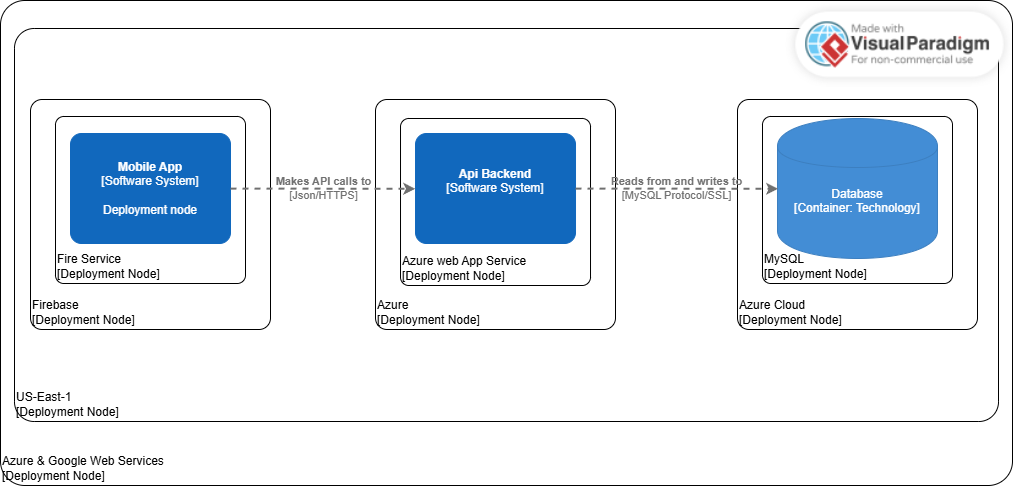 Made with
Visual Paradigm
For non-commercial use
Mobile App
[Software System]
Deployment node
Fire Service
[Deployment Node]
Firebase
[Deployment Node]
Makes API calls to
[Json/HTTPS]
Api Backend
[Software System]
Azure web App Service
[Deployment Node]
Azure
[Deployment Node]
Reads from and writes to
[MySQL Protocol/SSL]
Database
[Container: Technology]
MySQL
[Deployment Node]
Azure Cloud
[Deployment Node]
US-East-1
[Deployment Node]
Azure & Google Web Services
[Deployment Node]